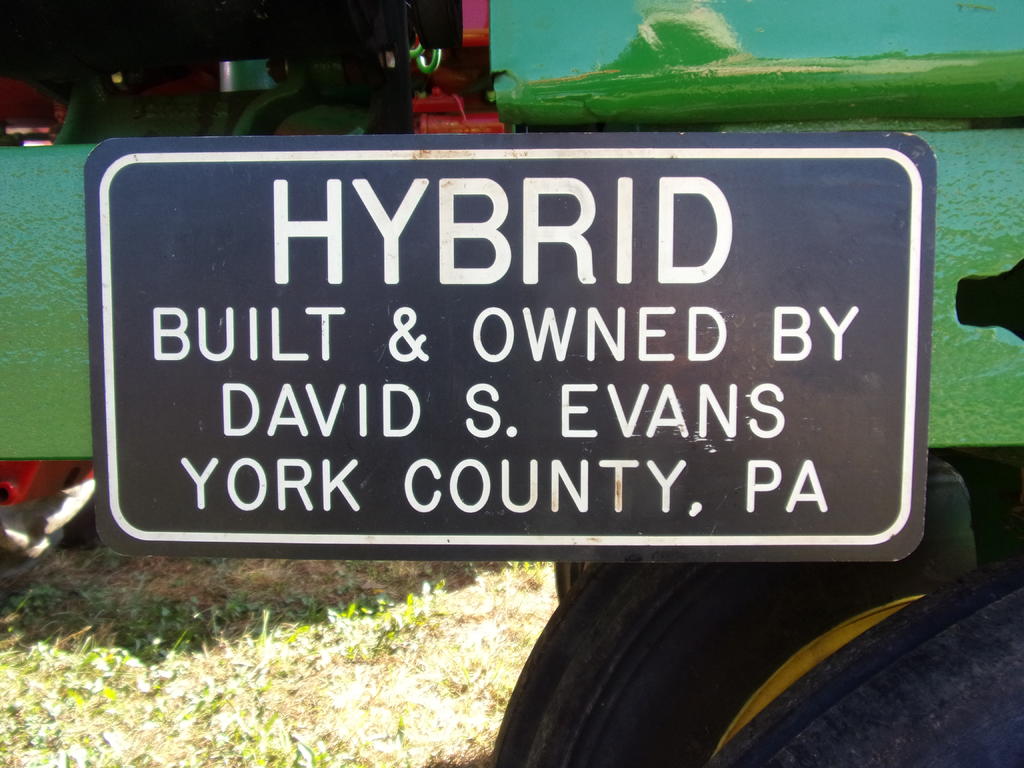 HYBRID
BUILT & OWNED BY
DAVID S. EVANS
YORK COUNTY, PA